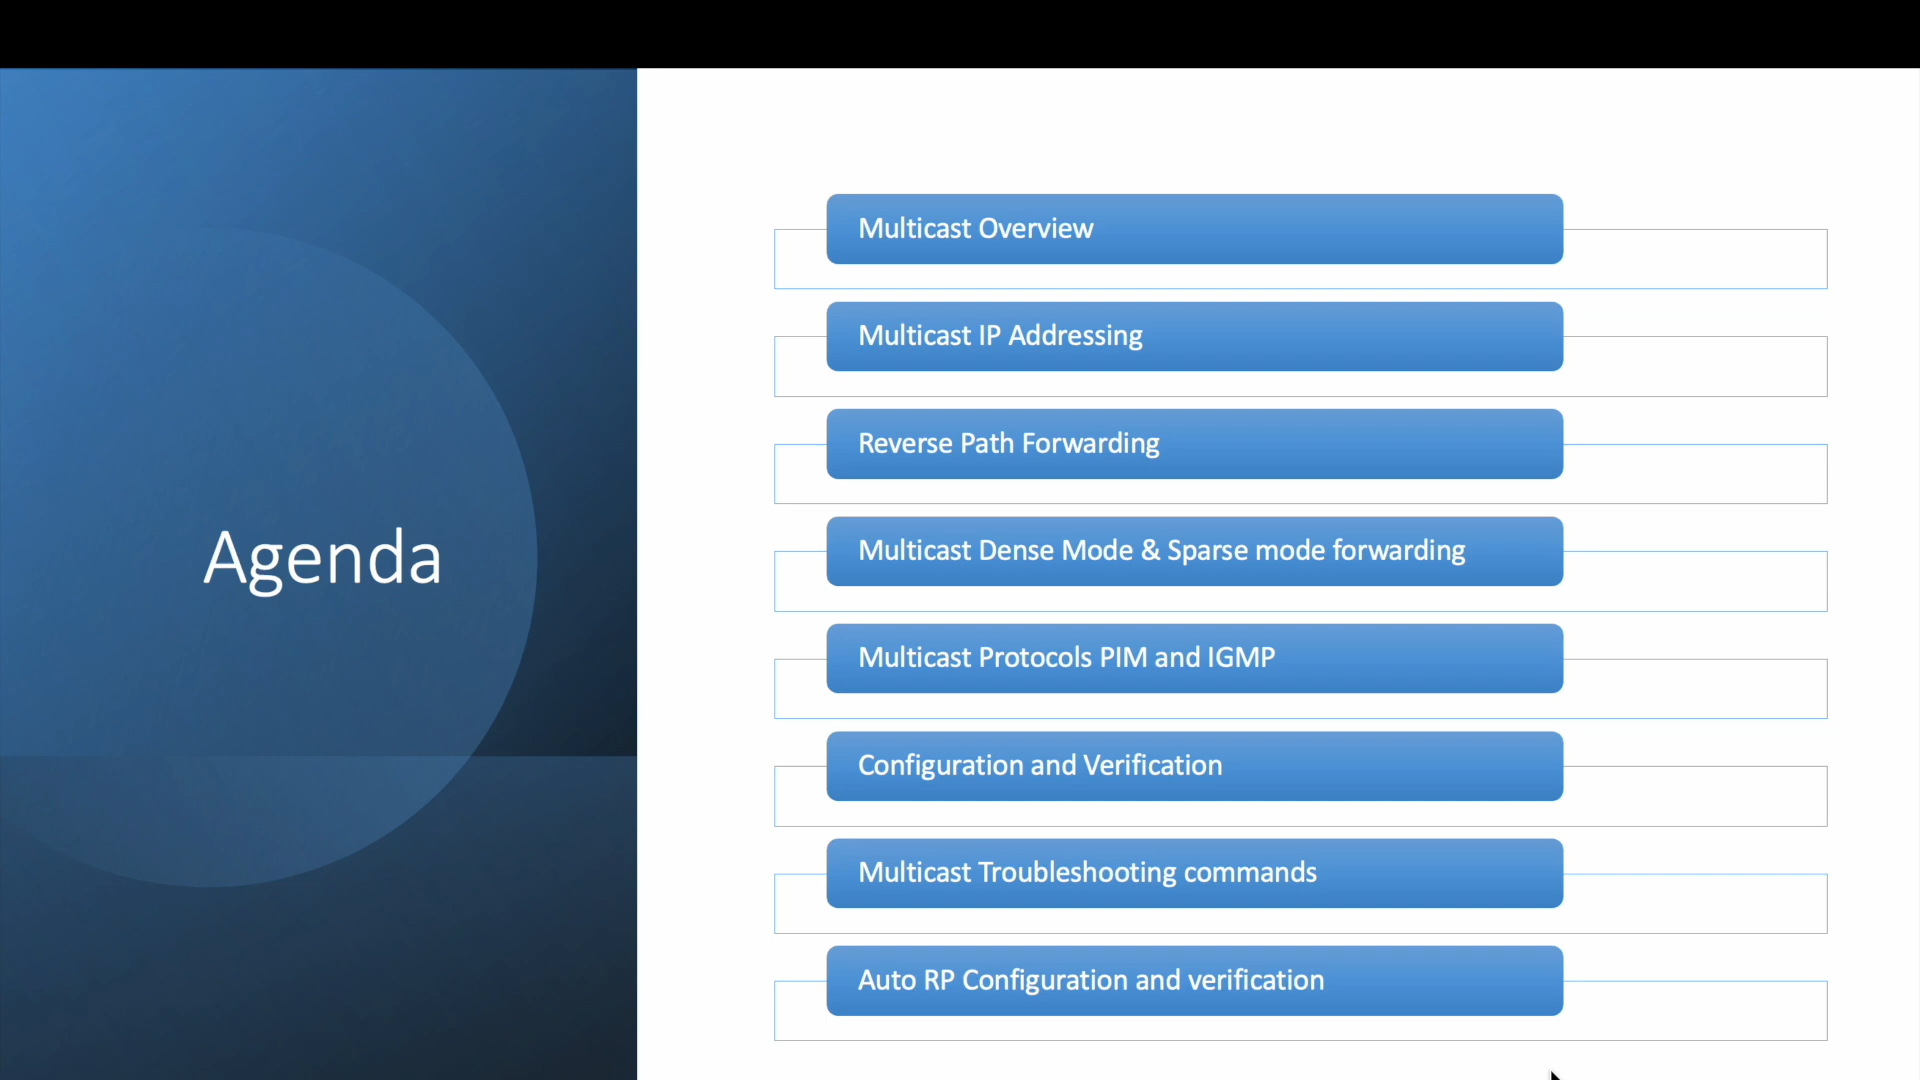 Agenda
Multicast Overview
Multicast IP Addressing
Reverse Path Forwarding
Multicast Dense Mode & Sparse mode forwarding
Multicast Protocols PIM and IGMP
Configuration and Verification
Multicast Troubleshooting commands
Auto RP Configuration and verification